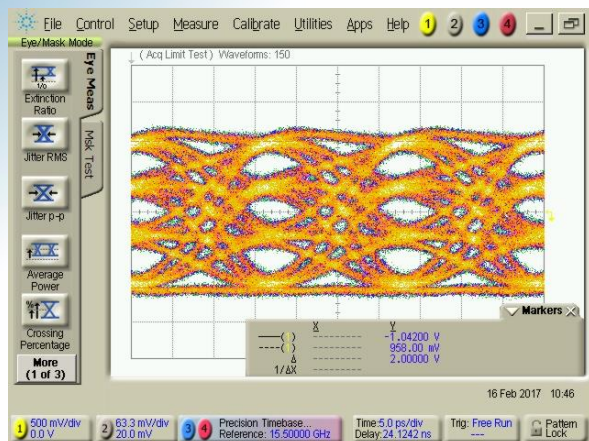 File Control Setup Measure Calibrate Utilities Apps Help 1 2 3 4
Eye/Mask Mode
Eye Meas
Msk Test
(Acq Limit Test) Waveforms: 150
1/0
Extinction
Ratio
Jitter RMS
Jitter p-p
Average
Power
%
Crossing
Percentage
More
(1 of 3)
Markers
X Y
----( ) --------- -1.04200 V
----( ) --------- 958.00 mV
Δ --------- 2.00000 V
1/ΔX ---------
16 Feb 2017 10:46
1 500 mV/div
0.0 V
2 63.3 mV/div
20.0 mV
3 4 Precision Timebase...
Reference: 15.50000 GHz
Time:5.0 ps/div
Delay:24.1242 ns
Trig: Free Run
---
Pattern
Lock